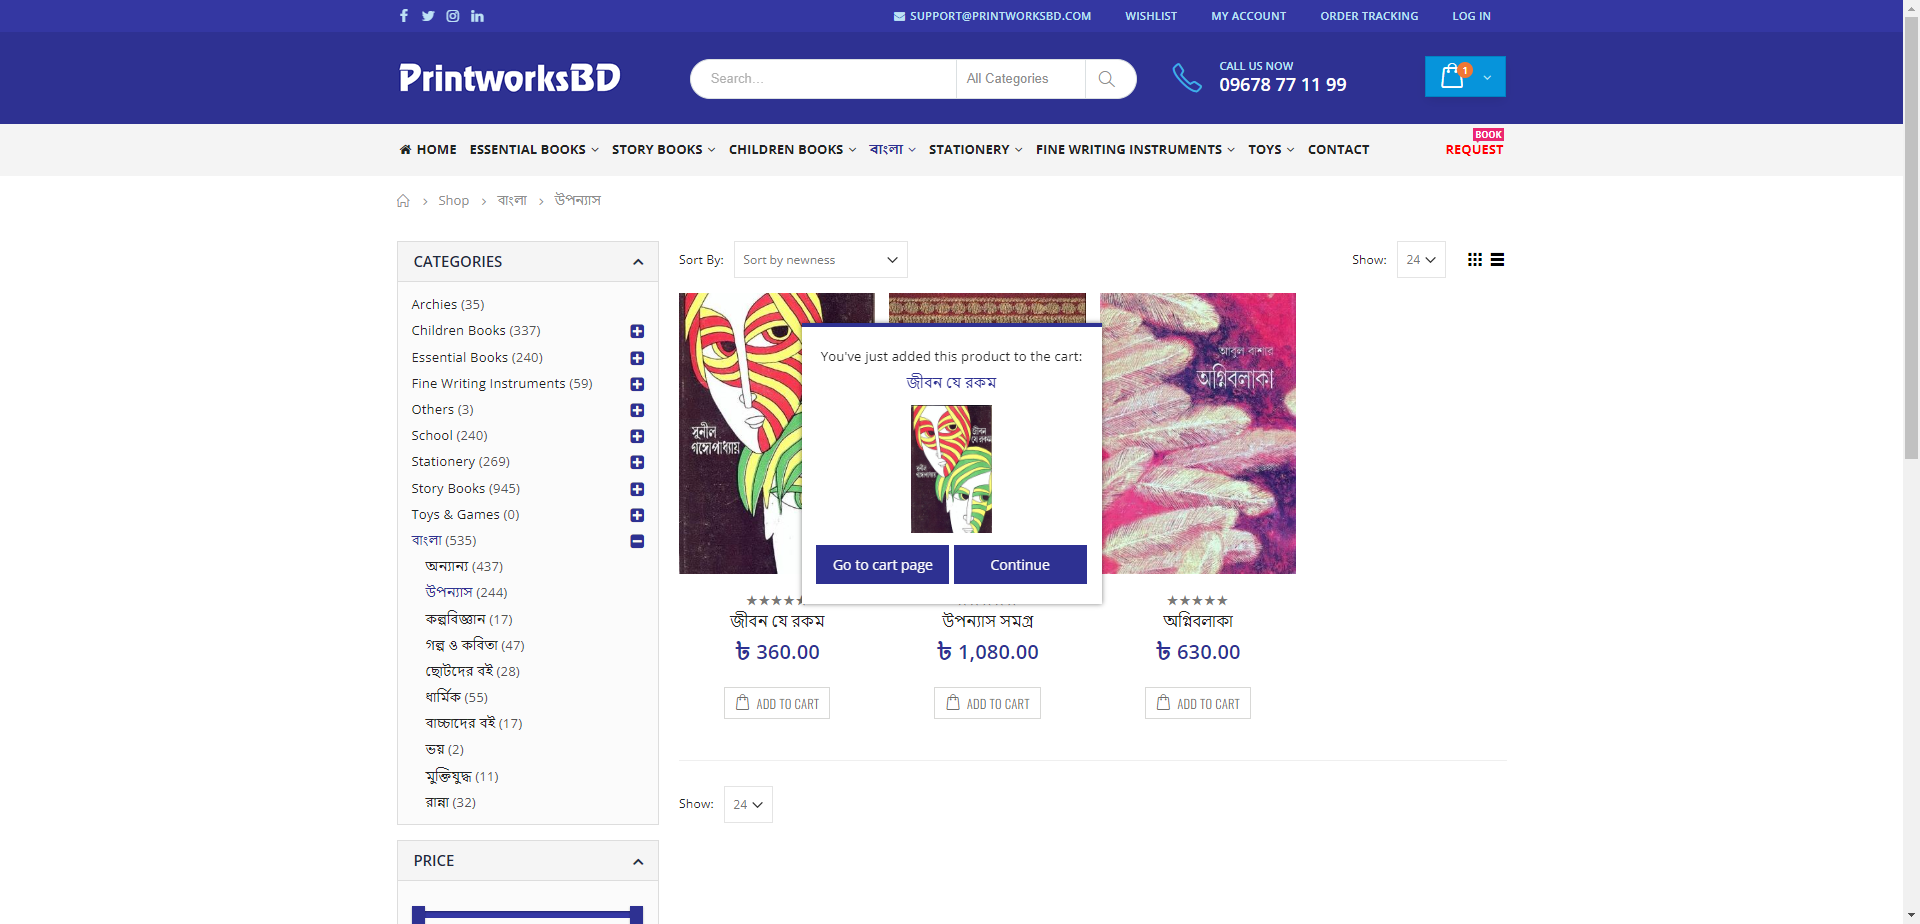 SUPPORT@PRINTWORKSBD.COM WISHLIST MY ACCOUNT ORDER TRACKING LOG IN
PrintworksBD
Search...
All Categories
CALL US NOW
09678 77 11 99
1
HOME ESSENTIAL BOOKS STORY BOOKS CHILDREN BOOKS বাংলা STATIONERY FINE WRITING INSTRUMENTS TOYS CONTACT
BOOK
REQUEST
Shop > বাংলা > উপন্যাস
CATEGORIES
Archies (35)
Children Books (337)
Essential Books (240)
Fine Writing Instruments (59)
Others (3)
School (240)
Stationery (269)
Story Books (945)
Toys & Games (0)
বাংলা (535)
অন্যান্য (437)
উপন্যাস (244)
কল্পবিজ্ঞান (17)
গল্প ও কবিতা (47)
ছোটদের বই (28)
ধার্মিক (55)
বাচ্চাদের বই (17)
ভয় (2)
মুক্তিযুদ্ধ (11)
রান্না (32)
PRICE
Sort By: Sort by newness
Show: 24
সুনীল
গঙ্গোপাধ্যায়
আবুল বাশার
অগ্নিবলাকা
You've just added this product to the cart:
জীবন যে রকম
জীবন
যে রকম
Go to cart page
Continue
জীবন যে রকম
৳ 360.00
ADD TO CART
উপন্যাস সমগ্র
৳ 1,080.00
ADD TO CART
অগ্নিবলাকা
৳ 630.00
ADD TO CART
Show: 24